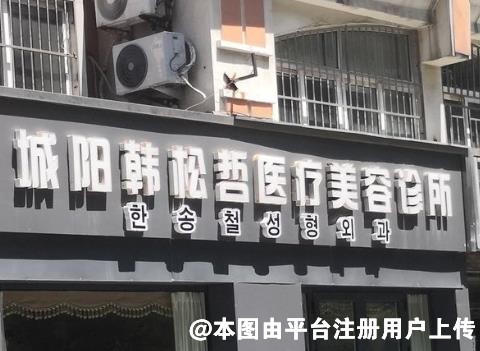 城阳韩松哲医疗美容诊所
한송철성형외과
@本图由平台注册用户上传